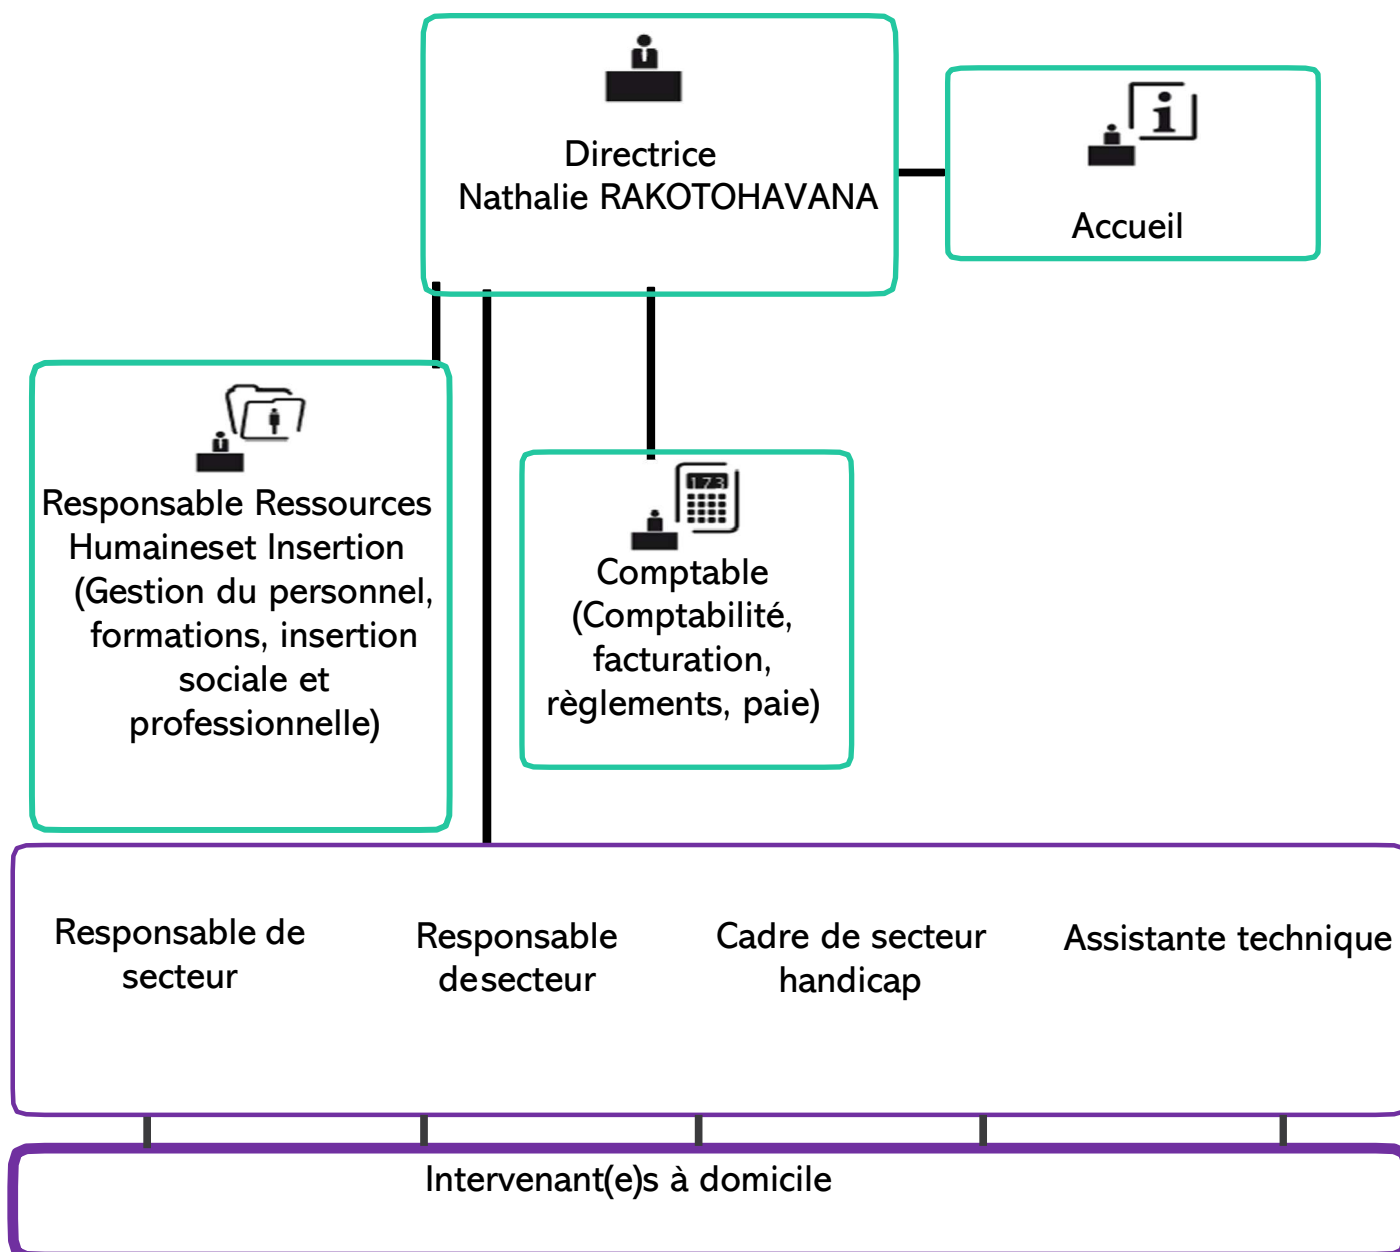 Directrice
Nathalie RAKOTOHAVANA
i
Accueil
Responsable Ressources
Humaineset Insertion
(Gestion du personnel,
formations, insertion
sociale et
professionnelle)
173
Comptable
(Comptabilité,
facturation,
règlements, paie)
Responsable de
secteur
Responsable
desecteur
Cadre de secteur
handicap
Assistante technique
Intervenant(e)s à domicile